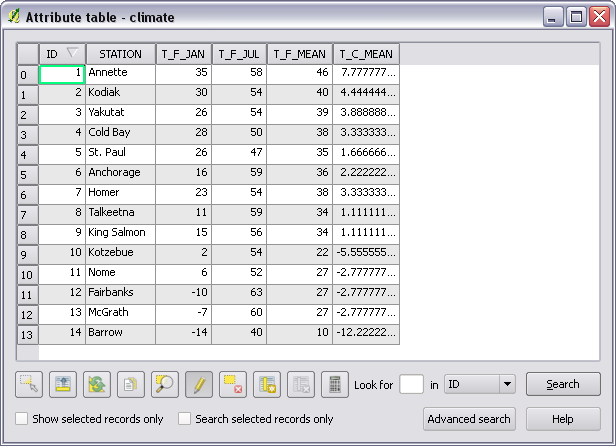 Attribute table - climate
ID STATION T_F_JAN T_F_JUL T_F_MEAN T_C_MEAN
0 1 Annette 35 58 46 7.777777...
1 2 Kodiak 30 54 40 4.444444...
2 3 Yakutat 26 54 39 3.888888...
3 4 Cold Bay 28 50 38 3.333333...
4 5 St. Paul 26 47 35 1.666666...
5 6 Anchorage 16 59 36 2.222222...
6 7 Homer 23 54 38 3.333333...
7 8 Talkeetna 11 59 34 1.111111...
8 9 King Salmon 15 56 34 1.111111...
9 10 Kotzebue 2 54 22 -5.555555...
10 11 Nome 6 52 27 -2.777777...
11 12 Fairbanks -10 63 27 -2.777777...
12 13 McGrath -7 60 27 -2.777777...
13 14 Barrow -14 40 10 -12.22222...
Look for in ID Search
Show selected records only Search selected records only Advanced search Help